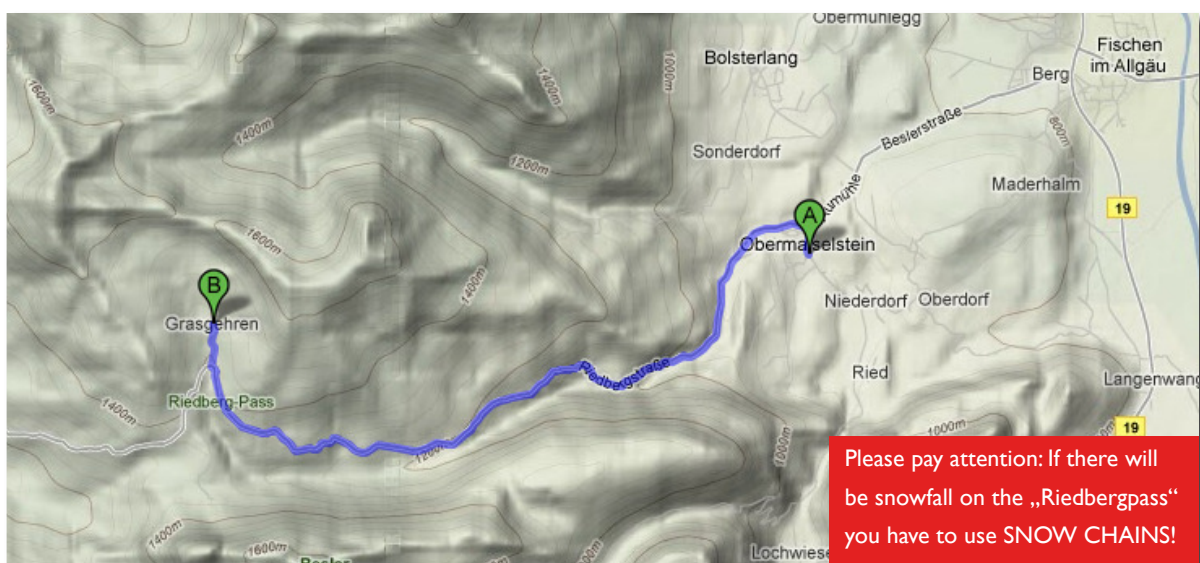 Obermühlegg
Fischen
im Allgäu
Bolsterlang
Berg
1600m
1400m
1000m
1400m
Beslerstraße
800m
1200m
Sonderdorf
Maderhalm
19
A
Obermaiselstein
1600m
B
1400m
Niederdorf
Oberdorf
Grasgehren
Riedbergstraße
Ried
Langenwang
1400m
Riedberg-Pass
19
1200m
1000m
1000m
Please pay attention: If there will
be snowfall on the „Riedbergpass“
you have to use SNOW CHAINS!
1400m
1600m
Lochwiese
Besler